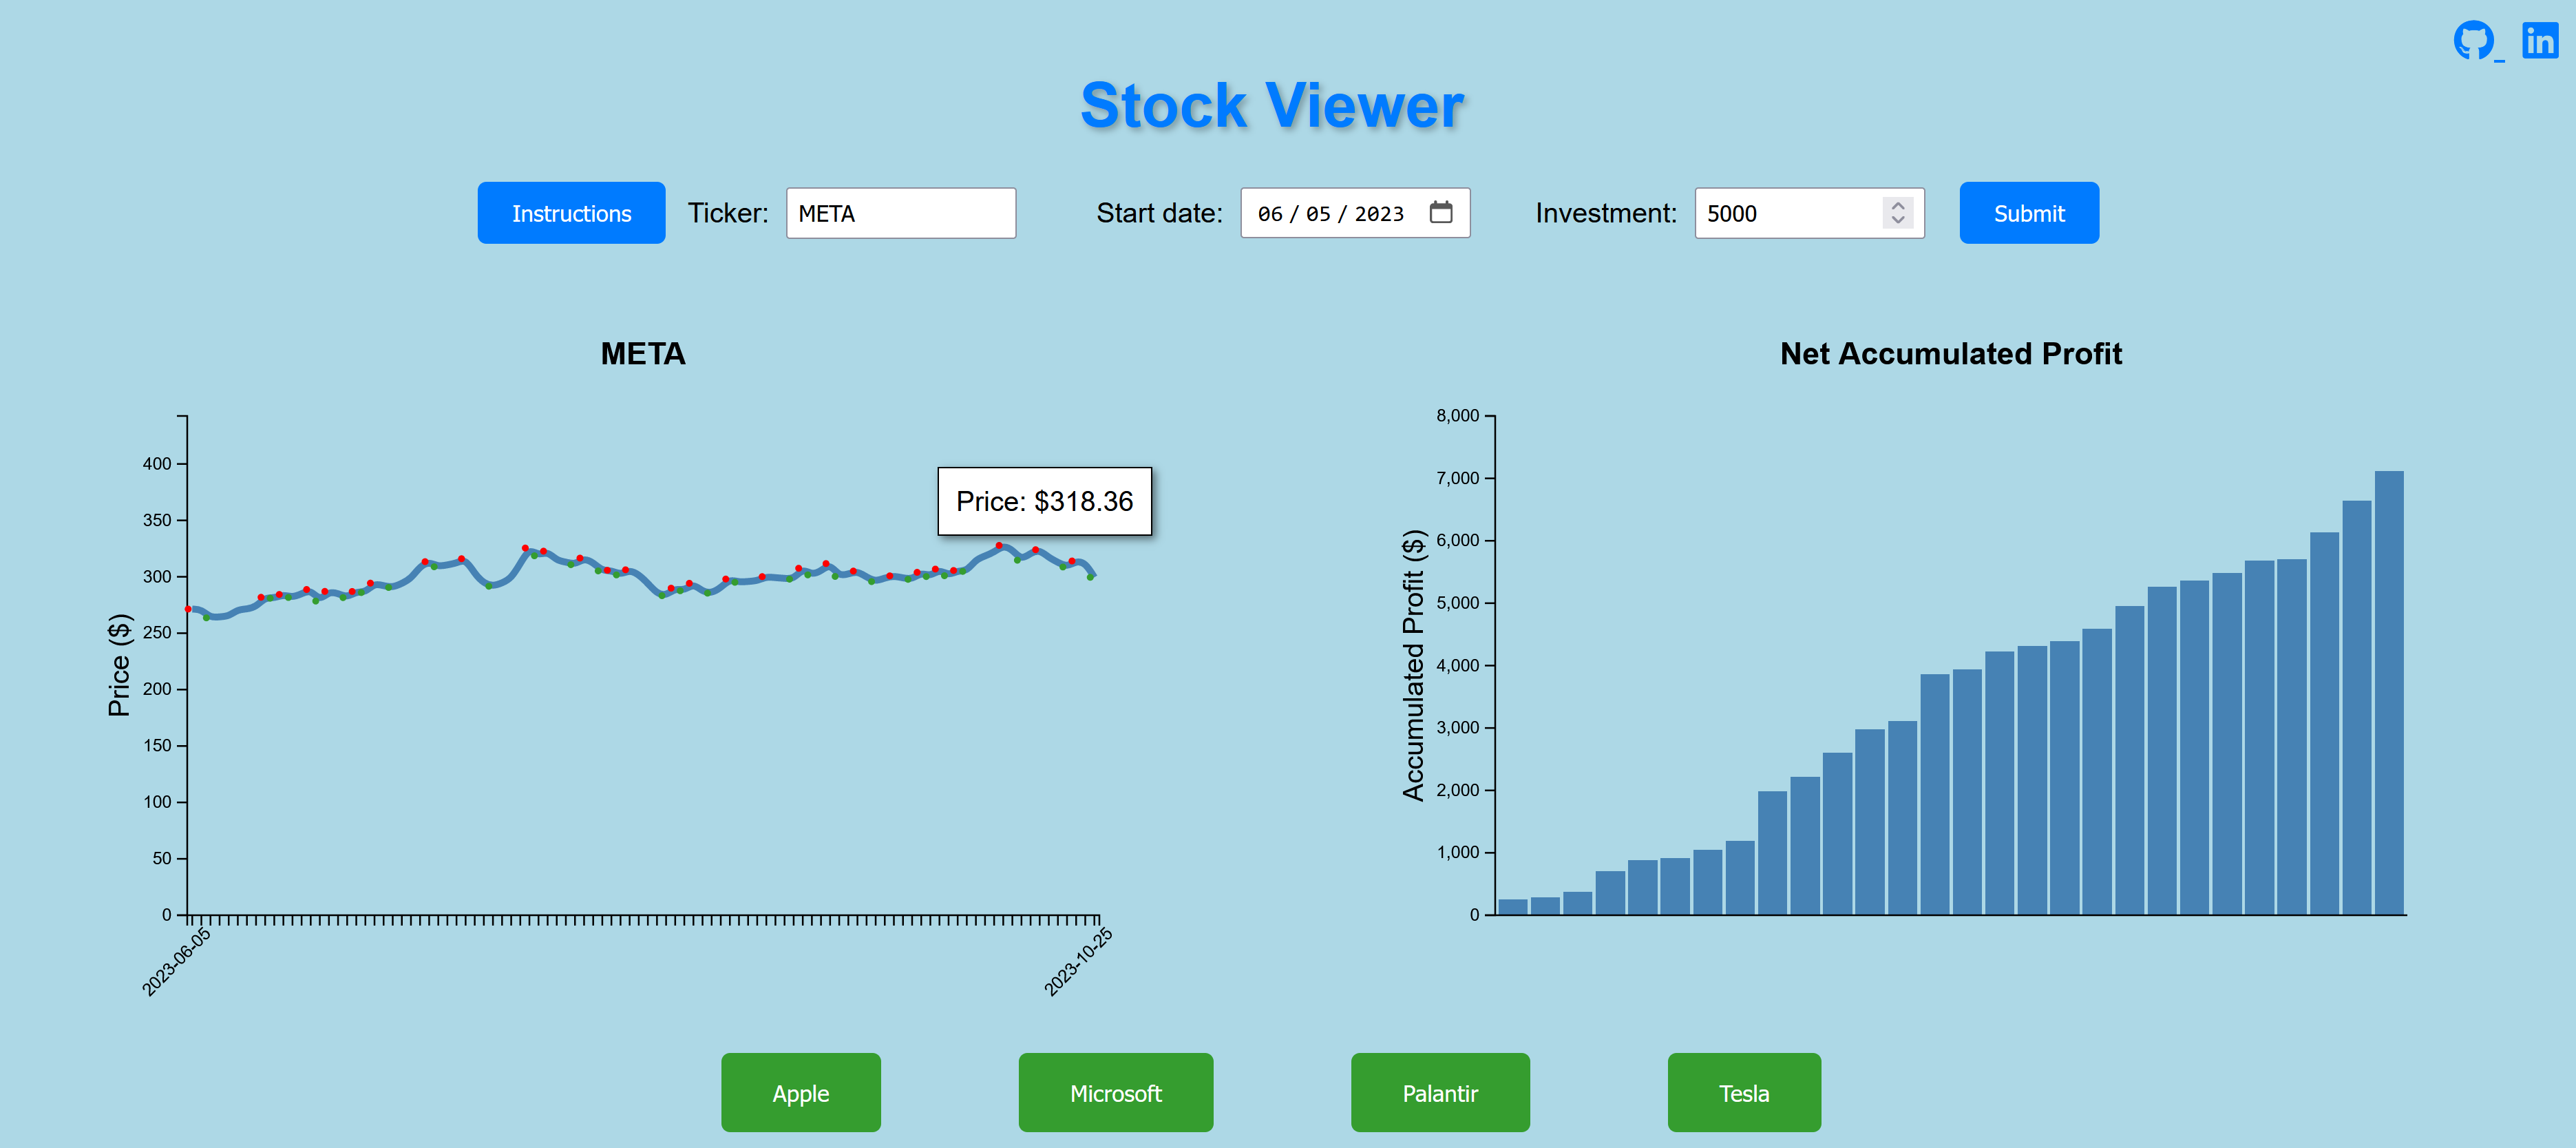 Stock Viewer
Instructions
Ticker: META
Start date: 06 / 05 / 2023
Investment: 5000
Submit
META
Price ($)
400
350
300
250
200
150
100
50
0
2023-06-05
2023-10-25
Price: $318.36
Net Accumulated Profit
Accumulated Profit ($)
8,000
7,000
6,000
5,000
4,000
3,000
2,000
1,000
0
Apple
Microsoft
Palantir
Tesla